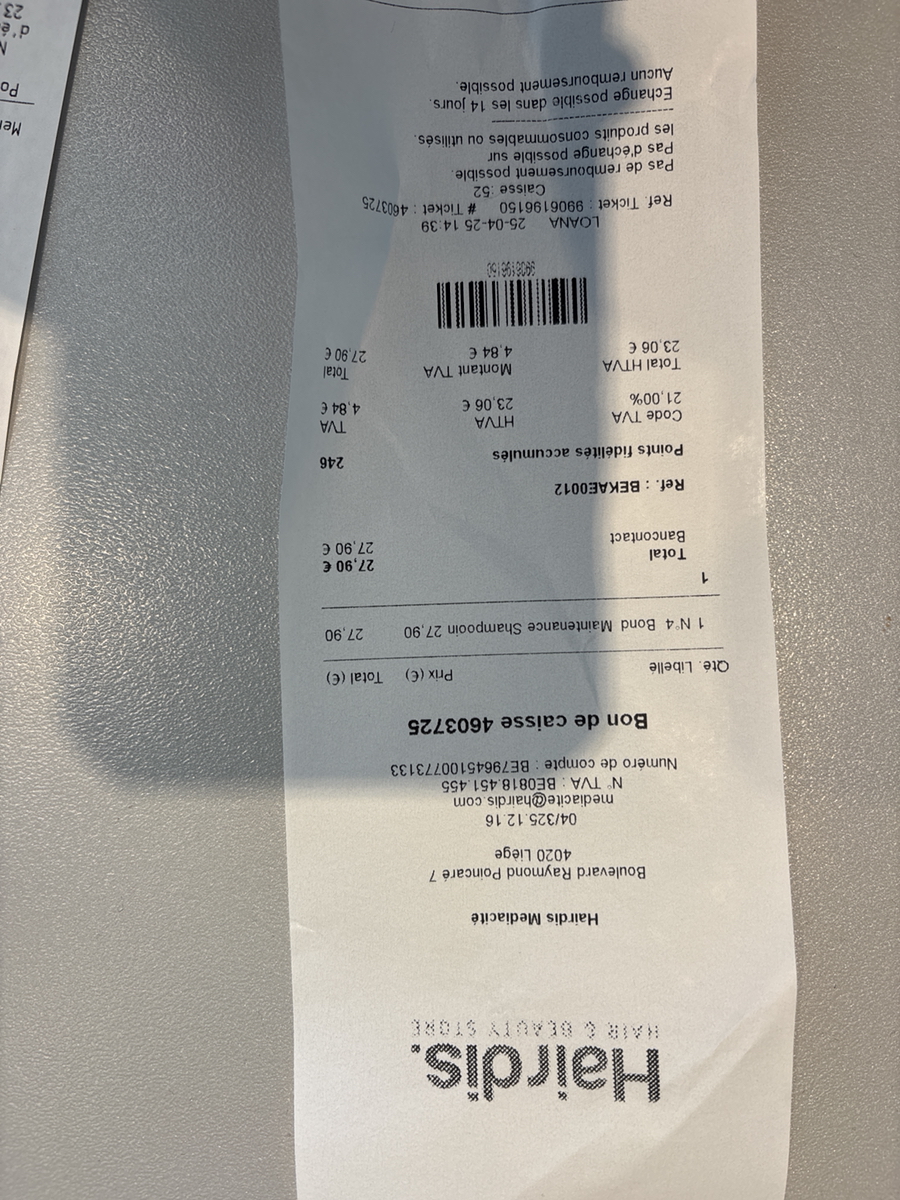 Hairdis.
HAIR & BEAUTY STORE
Hairdis Mediacité
Boulevard Raymond Poincaré 7
4020 Liège
04/325.12.16
mediacite@hairdis.com
N° TVA : BE0818.451.455
Numéro de compte : BE79645100773133
Bon de caisse 4603725
Qté. Libellé Prix (€) Total (€)
1 N°4 Bond Maintenance Shampooin 27,90 27,90
1
Total 27,90 €
Bancontact 27,90 €
Ref. : BEKAE0012
Points fidélités accumulés 246
Code TVA HTVA TVA
21,00% 23,06 € 4,84 €
Total HTVA Montant TVA Total
23,06 € 4,84 € 27,90 €
9906196150
LOANA 25-04-25 14:39
Ref. Ticket : 9906196150 # Ticket : 4603725
Caisse :52
Pas de remboursement possible.
Pas d'échange possible sur
les produits consommables ou utilisés.
Echange possible dans les 14 jours.
Aucun remboursement possible.
Mer
Po
N
d'é
23